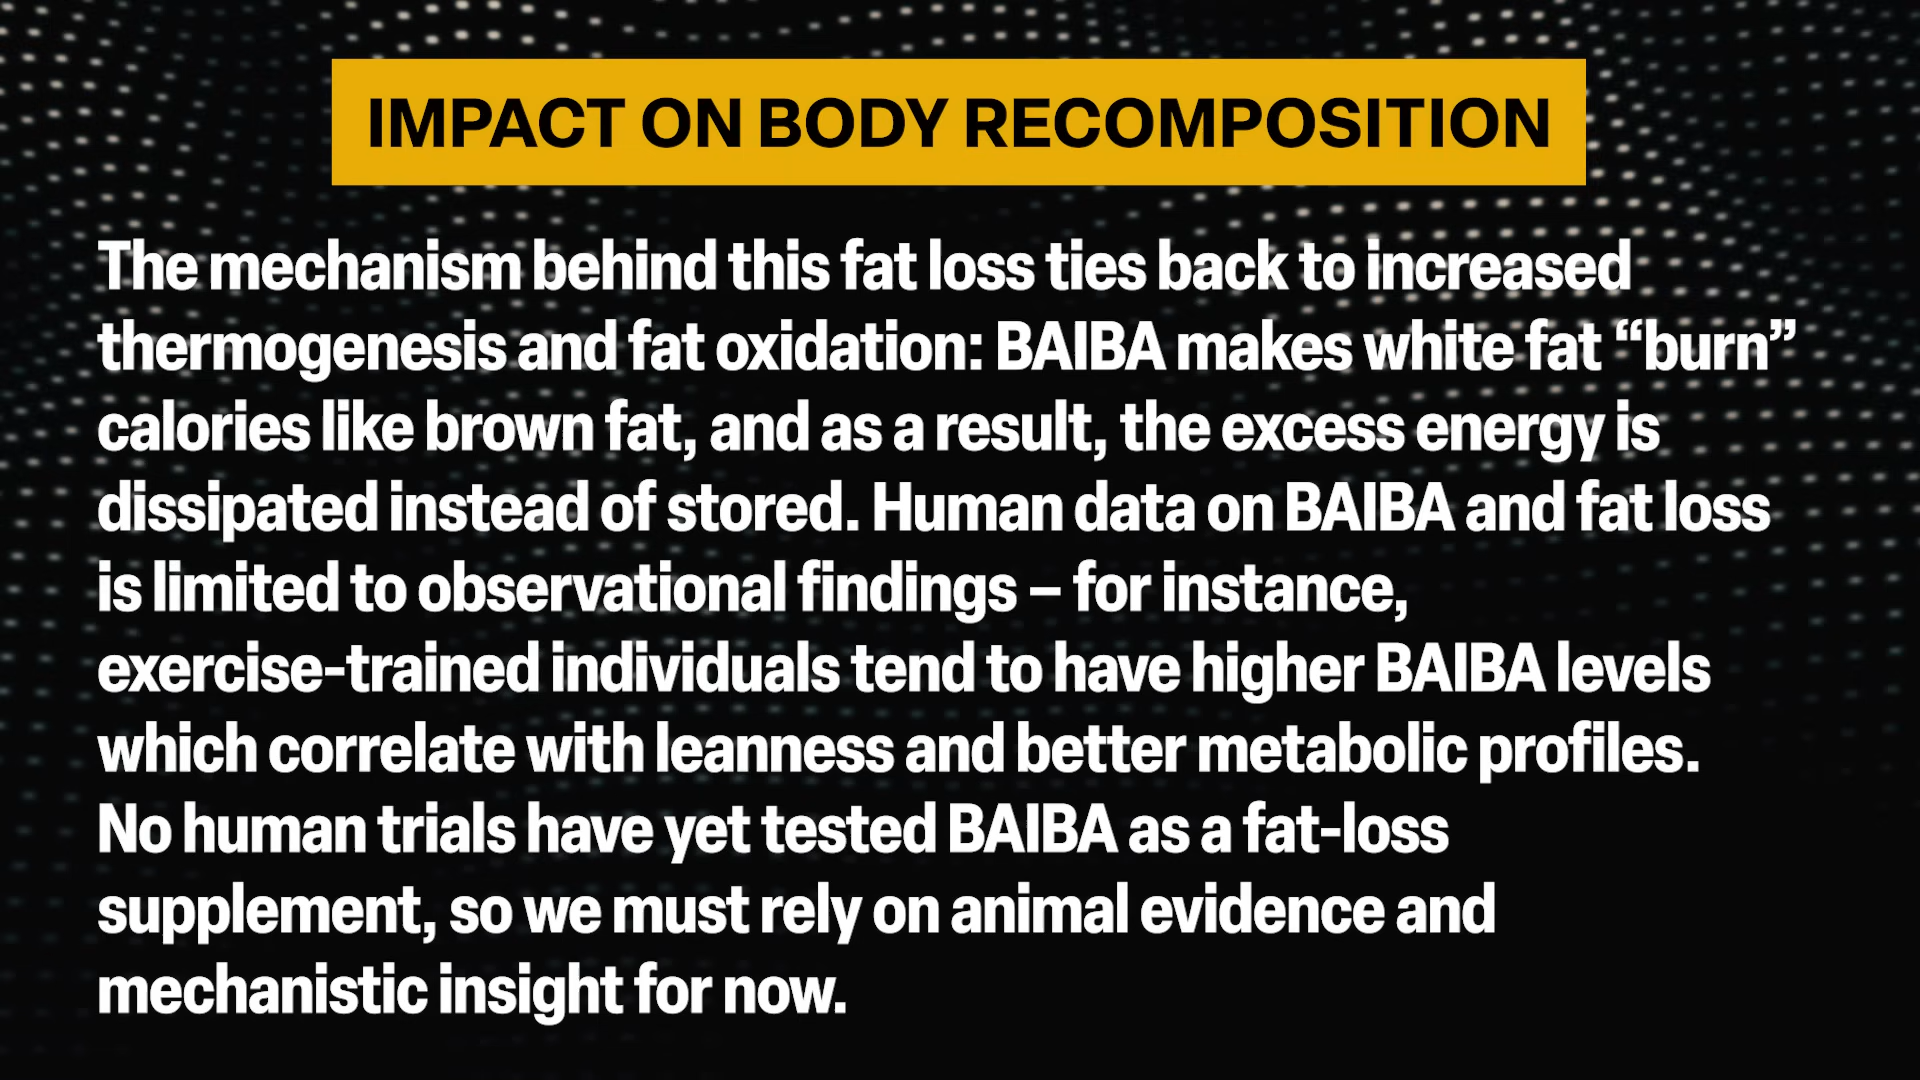 IMPACT ON BODY RECOMPOSITION
The mechanism behind this fat loss ties back to increased
thermogenesis and fat oxidation: BAIBA makes white fat “burn”
calories like brown fat, and as a result, the excess energy is
dissipated instead of stored. Human data on BAIBA and fat loss
is limited to observational findings – for instance,
exercise-trained individuals tend to have higher BAIBA levels
which correlate with leanness and better metabolic profiles.
No human trials have yet tested BAIBA as a fat-loss
supplement, so we must rely on animal evidence and
mechanistic insight for now.